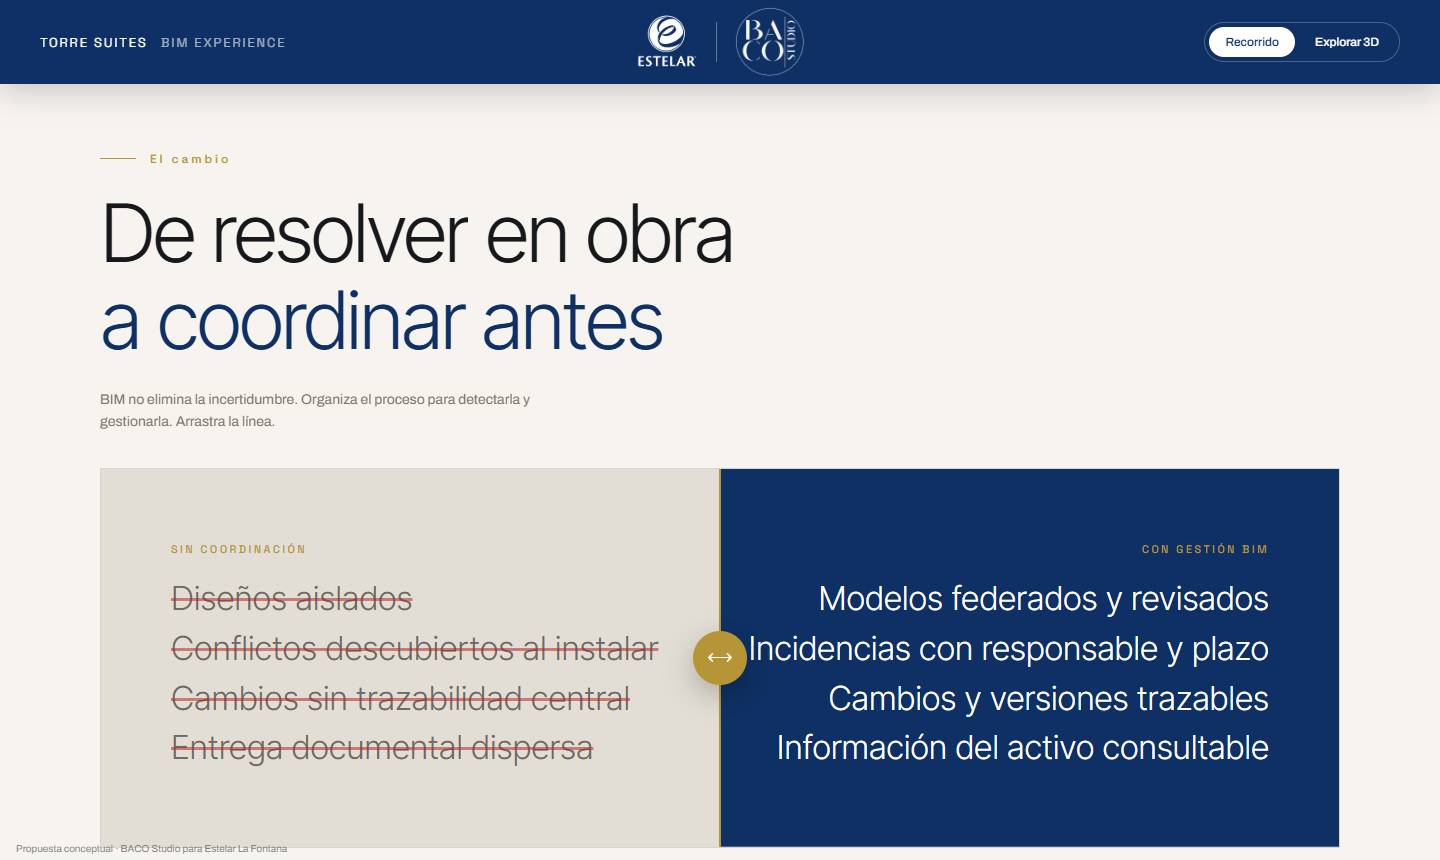 TORRE SUITES BIM EXPERIENCE
ESTELAR
BACO STUDIO
Recorrido
Explorar 3D
El cambio
De resolver en obra
a coordinar antes
BIM no elimina la incertidumbre. Organiza el proceso para detectarla y
gestionarla. Arrastra la línea.
SIN COORDINACIÓN
Diseños aislados
Conflictos descubiertos al instalar
Cambios sin trazabilidad central
Entrega documental dispersa
CON GESTIÓN BIM
Modelos federados y revisados
Incidencias con responsable y plazo
Cambios y versiones trazables
Información del activo consultable
Propuesta conceptual · BACO Studio para Estelar La Fontana